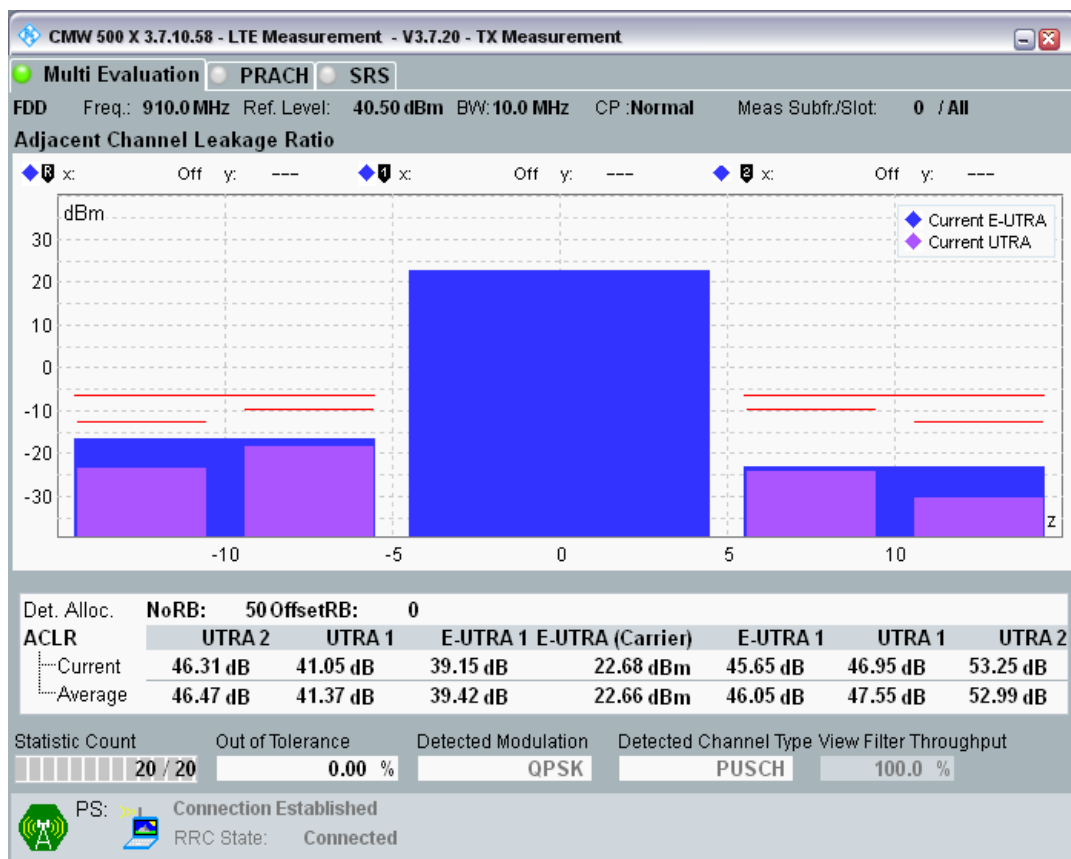 CMW 500 X 3.7.10.58 - LTE Measurement - V3.7.20 - TX Measurement
Multi Evaluation PRACH SRS
FDD Freq.: 910.0 MHz Ref. Level: 40.50 dBm BW: 10.0 MHz CP :Normal Meas Subfr./Slot: 0 / All
Adjacent Channel Leakage Ratio
R x: Off y: --- 1 x: Off y: --- 2 x: Off y: ---
dBm
Current E-UTRA
Current UTRA
30
20
10
0
-10
-20
-30
z
-10 -5 0 5 10
Det. Alloc. NoRB: 50 OffsetRB: 0
ACLR UTRA 2 UTRA 1 E-UTRA 1 E-UTRA (Carrier) E-UTRA 1 UTRA 1 UTRA 2
Current 46.31 dB 41.05 dB 39.15 dB 22.68 dBm 45.65 dB 46.95 dB 53.25 dB
Average 46.47 dB 41.37 dB 39.42 dB 22.66 dBm 46.05 dB 47.55 dB 52.99 dB
Statistic Count Out of Tolerance Detected Modulation Detected Channel Type View Filter Throughput
20 / 20 0.00 % QPSK PUSCH 100.0 %
PS: Connection Established
RRC State: Connected